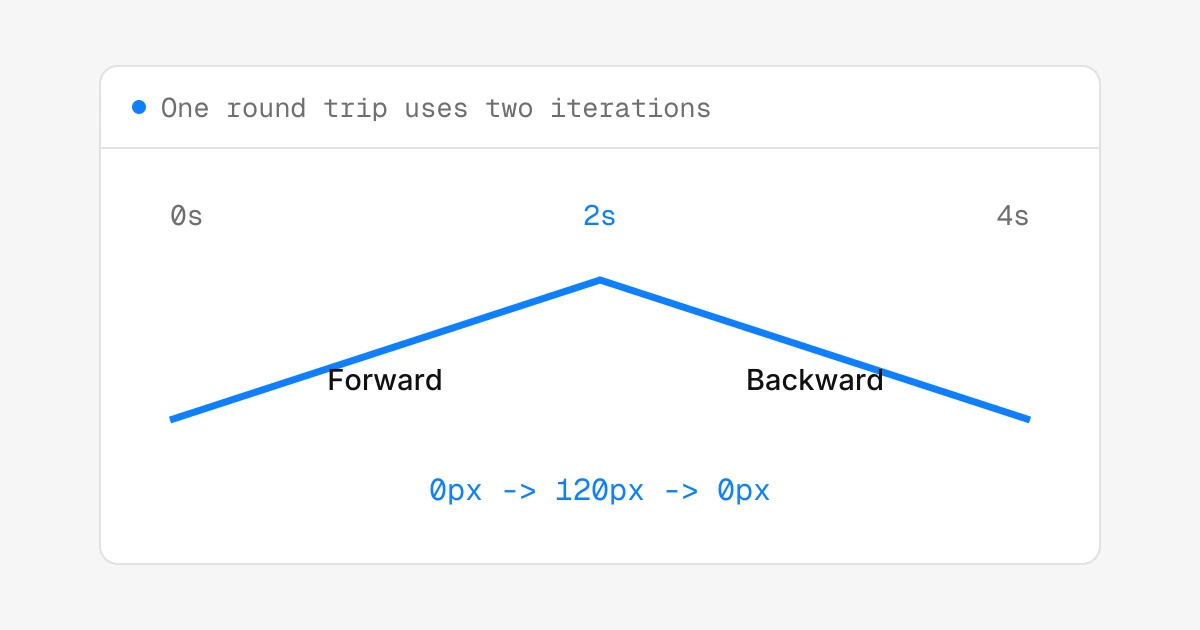 One round trip uses two iterations
0s 2s 4s
Forward Backward
0px -> 120px -> 0px